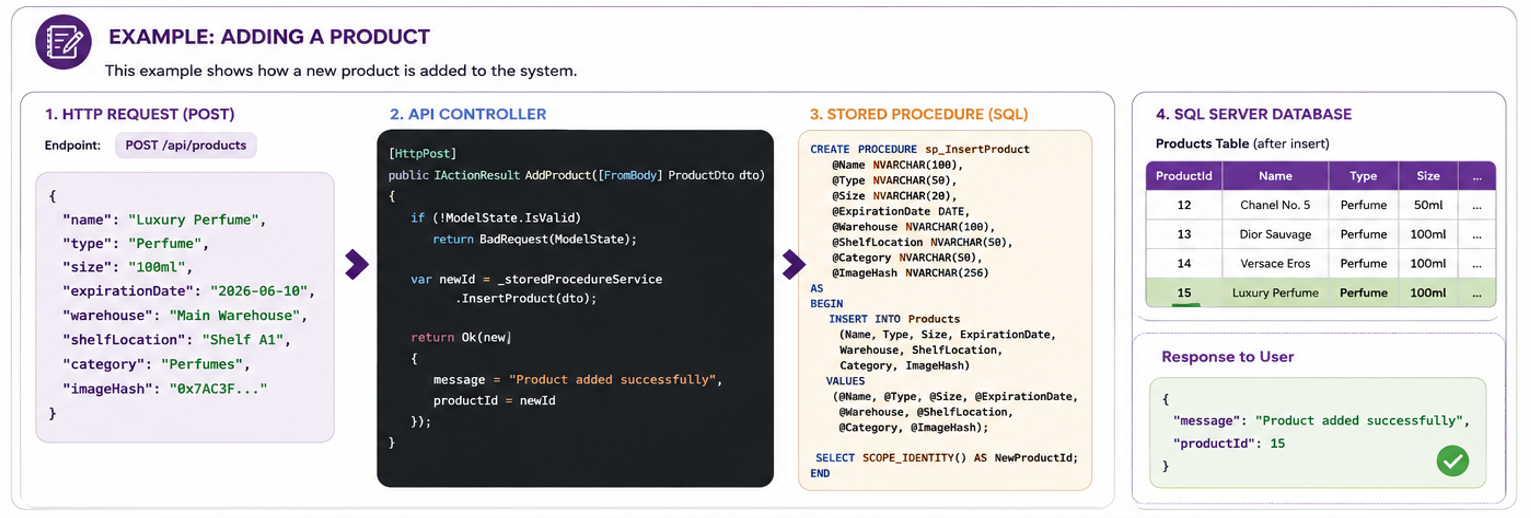 EXAMPLE: ADDING A PRODUCT
This example shows how a new product is added to the system.
1. HTTP REQUEST (POST)
Endpoint: POST /api/products
{
"name": "Luxury Perfume",
"type": "Perfume",
"size": "100ml",
"expirationDate": "2026-06-10",
"warehouse": "Main Warehouse",
"shelfLocation": "Shelf A1",
"category": "Perfumes",
"imageHash": "0x7AC3F..."
}
2. API CONTROLLER
[HttpPost]
public IActionResult AddProduct([FromBody] ProductDto dto)
{
if (!ModelState.IsValid)
return BadRequest(ModelState);
var newId = _storedProcedureService
.InsertProduct(dto);
return Ok(new
{
message = "Product added successfully",
productId = newId
});
}
3. STORED PROCEDURE (SQL)
CREATE PROCEDURE sp_InsertProduct
@Name NVARCHAR(100),
@Type NVARCHAR(50),
@Size NVARCHAR(20),
@ExpirationDate DATE,
@Warehouse NVARCHAR(100),
@ShelfLocation NVARCHAR(50),
@Category NVARCHAR(50),
@ImageHash NVARCHAR(256)
AS
BEGIN
INSERT INTO Products
(Name, Type, Size, ExpirationDate,
Warehouse, ShelfLocation,
Category, ImageHash)
VALUES
(@Name, @Type, @Size, @ExpirationDate,
@Warehouse, @ShelfLocation,
@Category, @ImageHash);
SELECT SCOPE_IDENTITY() AS NewProductId;
END
4. SQL SERVER DATABASE
Products Table (after insert)
ProductId Name Type Size ...
12 Chanel No. 5 Perfume 50ml ...
13 Dior Sauvage Perfume 100ml ...
14 Versace Eros Perfume 100ml ...
15 Luxury Perfume Perfume 100ml ...
Response to User
{
"message": "Product added successfully",
"productId": 15
}